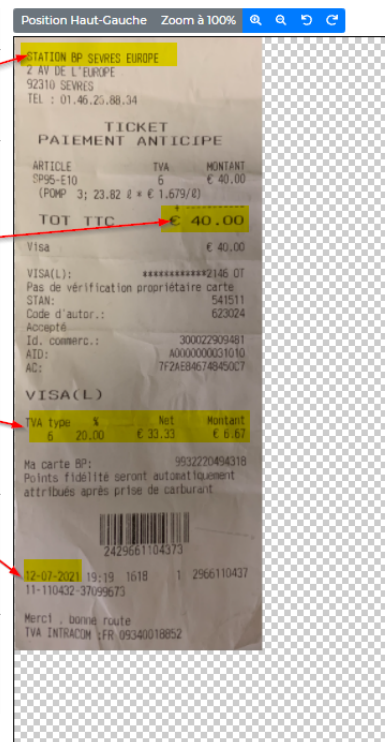 Position Haut-Gauche Zoom à 100%
STATION BP SEVRES EUROPE
2 AV DE L'EUROPE
92310 SEVRES
TEL : 01.46.23.88.34
TICKET
PAIEMENT ANTICIPE
ARTICLE TVA MONTANT
SP95-E10 6 € 40.00
(POMP 3; 23.82 ℓ * € 1.679/ℓ)
TOT TTC € 40.00
Visa € 40.00
VISA(L): ************2146 OT
Pas de vérification propriétaire carte
STAN: 541511
Code d'autor.: 623024
Accepté
Id. commerc.: 300022909481
AID: A0000000031010
AC: 7F2AEB46748450C7
VISA(L)
TVA type % Net Montant
6 20.00 € 33.33 € 6.67
Ma carte BP: 9932220494318
Points fidélité seront automatiquement
attribués après prise de carburant
2429661104373
12-07-2021 19:19 1618 1 2966110437
11-110432-37099673
Merci , bonne route
TVA INTRACOM :FR 09340018852